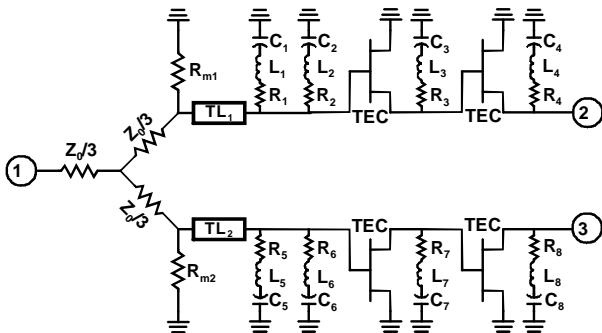 C1 C2 C3 C4
Rm1 L1 L2 L3 L4
R1 R2 R3 R4
Z0/3 TL1 TEC TEC 2
1 Z0/3
Z0/3 TL2 TEC TEC 3
Rm2 R5 R6 R7 R8
L5 L6 L7 L8
C5 C6 C7 C8